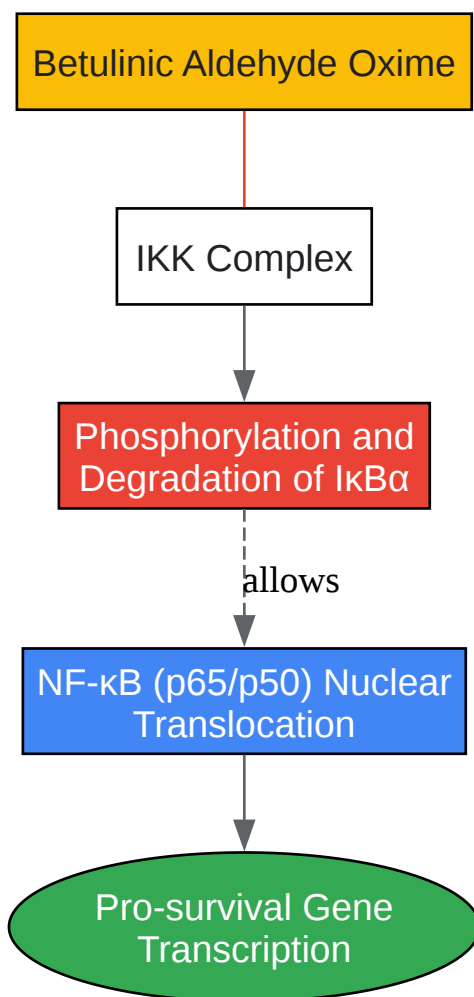 Betulinic Aldehyde Oxime
IKK Complex
Phosphorylation and
Degradation of IκBα
allows
NF-κB (p65/p50) Nuclear
Translocation
Pro-survival Gene
Transcription